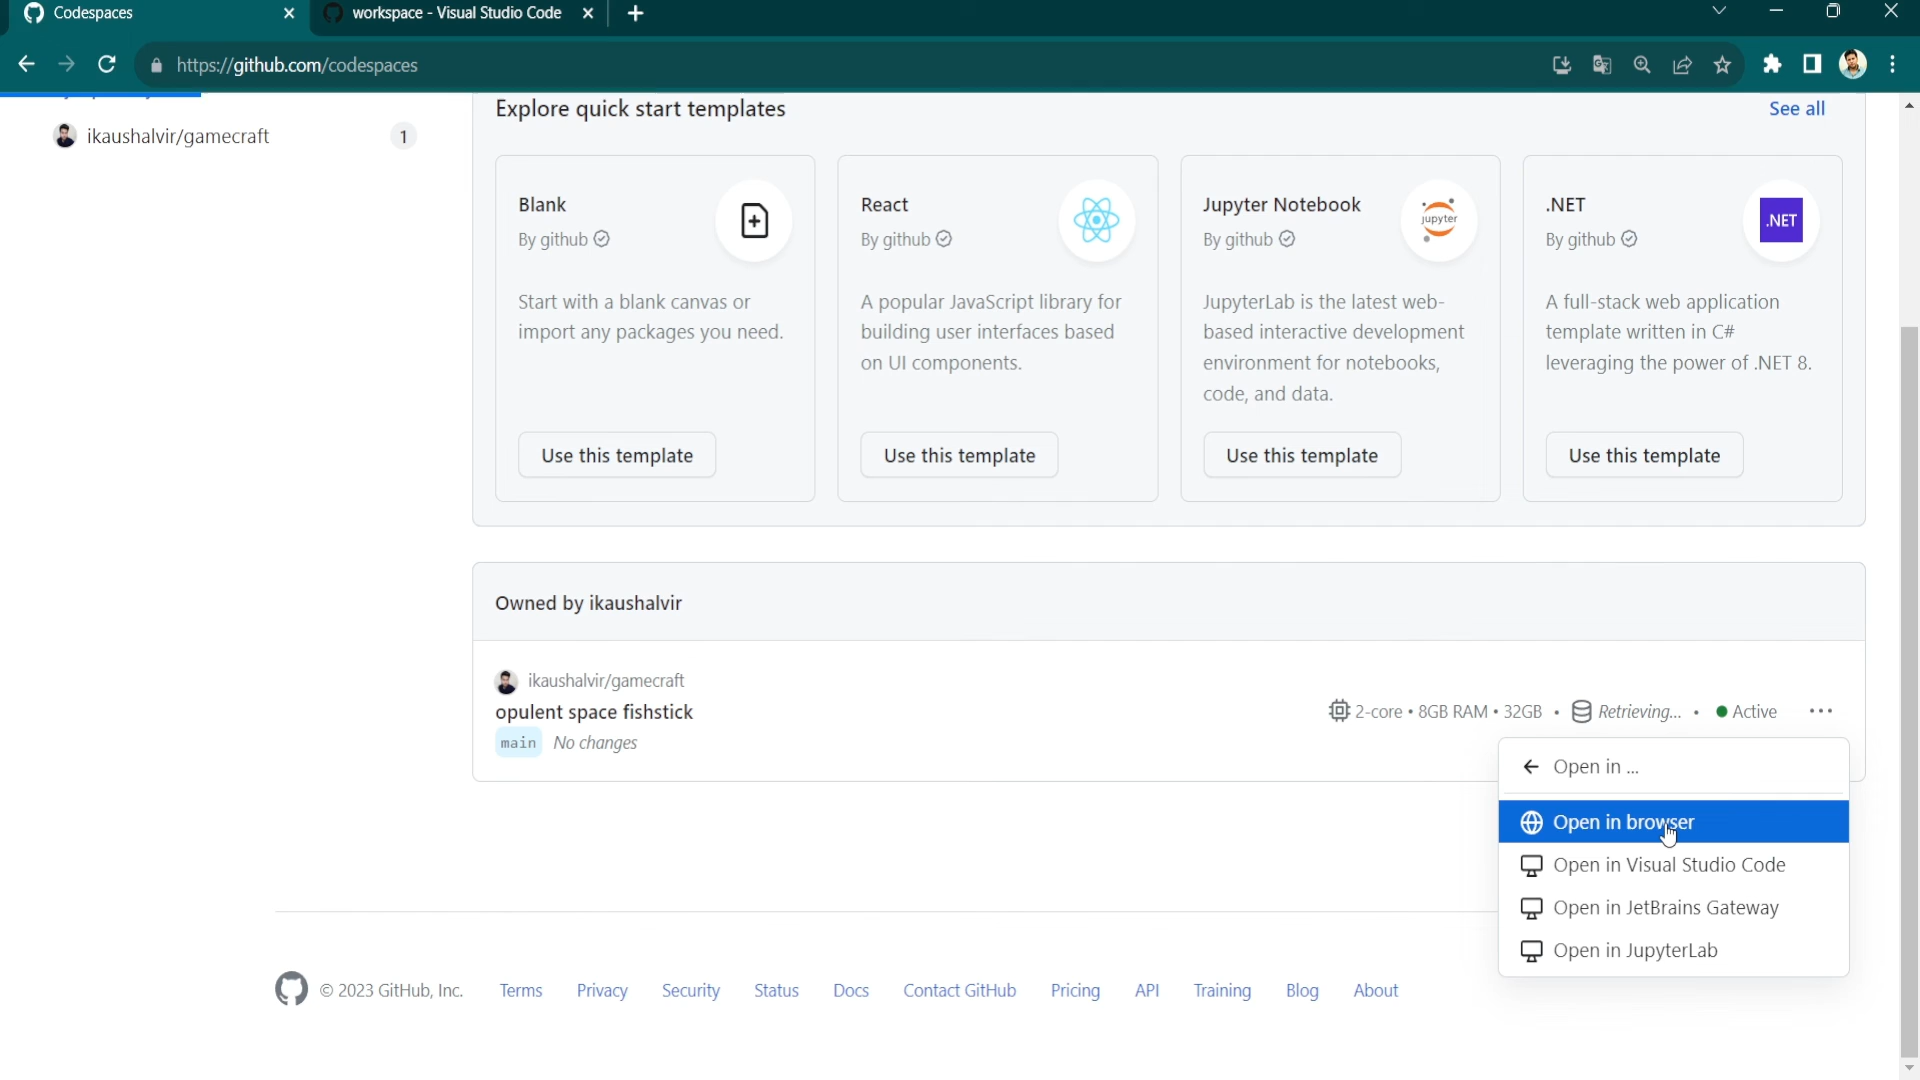 Codespaces
workspace - Visual Studio Code
https://github.com/codespaces
Explore quick start templates
See all
ikaushalvir/gamecraft
1
Blank
By github
Start with a blank canvas or
import any packages you need.
Use this template
React
By github
A popular JavaScript library for
building user interfaces based
on UI components.
Use this template
Jupyter Notebook
By github
jupyter
JupyterLab is the latest web-
based interactive development
environment for notebooks,
code, and data.
Use this template
.NET
By github
.NET
A full-stack web application
template written in C#
leveraging the power of .NET 8.
Use this template
Owned by ikaushalvir
ikaushalvir/gamecraft
opulent space fishstick
main No changes
2-core • 8GB RAM • 32GB • Retrieving... • Active
Open in ...
Open in browser
Open in Visual Studio Code
Open in JetBrains Gateway
Open in JupyterLab
© 2023 GitHub, Inc. Terms Privacy Security Status Docs Contact GitHub Pricing API Training Blog About